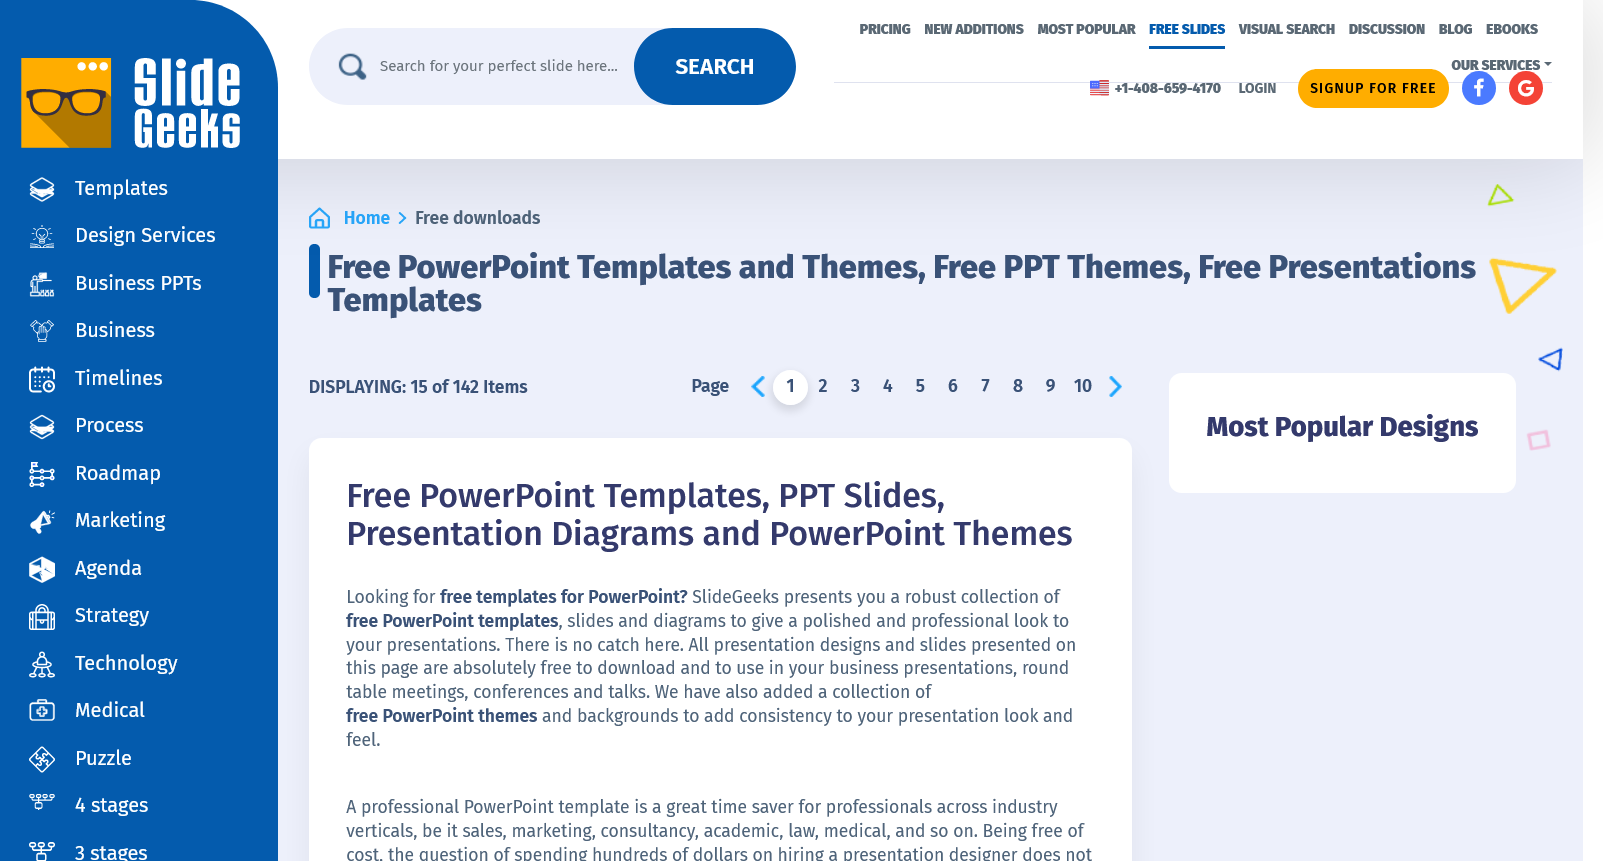 Slide
Geeks
Templates
Design Services
Business PPTs
Business
Timelines
Process
Roadmap
Marketing
Agenda
Strategy
Technology
Medical
Puzzle
4 stages
3 stages
Search for your perfect slide here...
SEARCH
PRICING NEW ADDITIONS MOST POPULAR FREE SLIDES VISUAL SEARCH DISCUSSION BLOG EBOOKS
OUR SERVICES
+1-408-659-4170 LOGIN SIGNUP FOR FREE
Home Free downloads
Free PowerPoint Templates and Themes, Free PPT Themes, Free Presentations
Templates
DISPLAYING: 15 of 142 Items
Page 1 2 3 4 5 6 7 8 9 10
Free PowerPoint Templates, PPT Slides,
Presentation Diagrams and PowerPoint Themes
Looking for free templates for PowerPoint? SlideGeeks presents you a robust collection of
free PowerPoint templates, slides and diagrams to give a polished and professional look to
your presentations. There is no catch here. All presentation designs and slides presented on
this page are absolutely free to download and to use in your business presentations, round
table meetings, conferences and talks. We have also added a collection of
free PowerPoint themes and backgrounds to add consistency to your presentation look and
feel.
A professional PowerPoint template is a great time saver for professionals across industry
verticals, be it sales, marketing, consultancy, academic, law, medical, and so on. Being free of
cost, the question of spending hundreds of dollars on hiring a presentation designer does not
Most Popular Designs